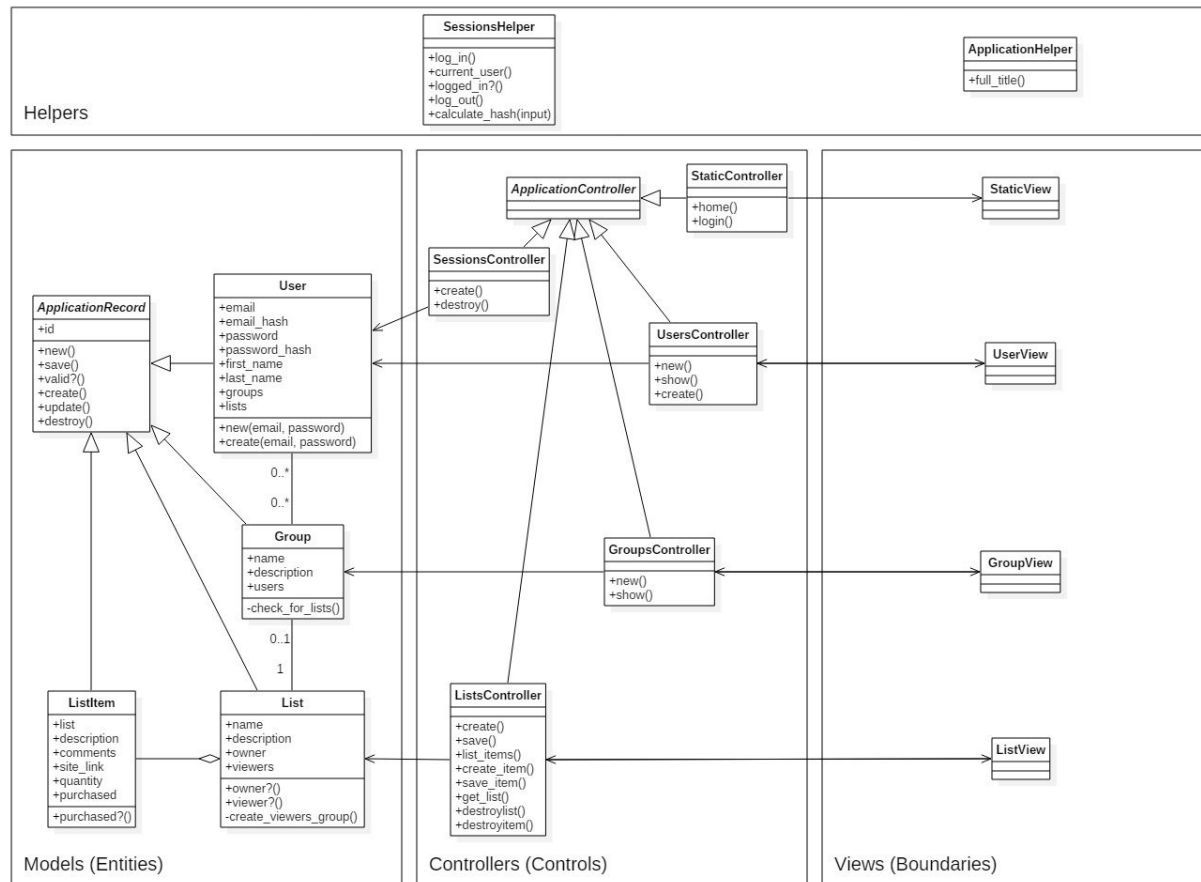 SessionsHelper
+log_in()
+current_user()
+logged_in?()
+log_out()
+calculate_hash(input)
ApplicationHelper
+full_title()
Helpers
ApplicationRecord
+id
+new()
+save()
+valid?()
+create()
+update()
+destroy()
User
+email
+email_hash
+password
+password_hash
+first_name
+last_name
+groups
+lists
+new(email, password)
+create(email, password)
0..*
0..*
Group
+name
+description
+users
-check_for_lists()
0..1
1
ListItem
+list
+description
+comments
+site_link
+quantity
+purchased
+purchased?()
List
+name
+description
+owner
+viewers
+owner?()
+viewer?()
-create_viewers_group()
Models (Entities)
ApplicationController
StaticController
+home()
+login()
SessionsController
+create()
+destroy()
UsersController
+new()
+show()
+create()
GroupsController
+new()
+show()
ListsController
+create()
+save()
+list_items()
+create_item()
+save_item()
+get_list()
+destroylist()
+destroyitem()
Controllers (Controls)
StaticView
UserView
GroupView
ListView
Views (Boundaries)